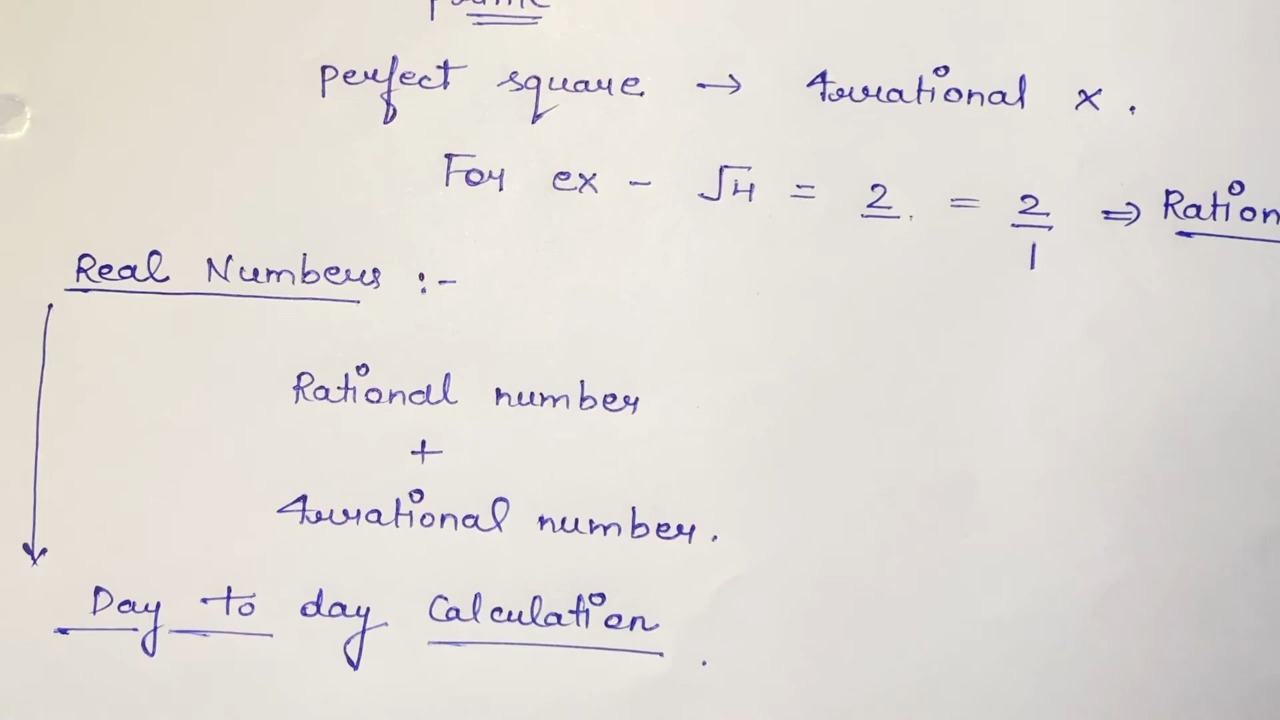 perfect square → Irrational x.
For ex - √4 = 2. = 2/1 ⇒ Ration
Real Numbers :-
Rational number
+
Irrational number.
Day to day Calculation.